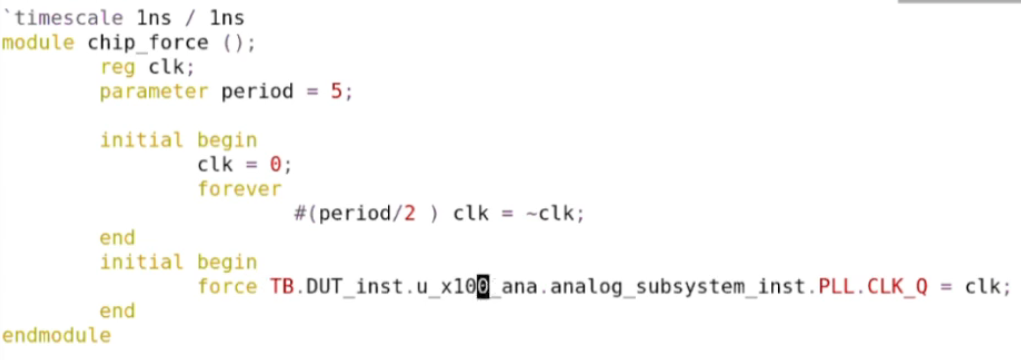 `timescale 1ns / 1ns
module chip_force ();
reg clk;
parameter period = 5;
initial begin
clk = 0;
forever
#(period/2 ) clk = ~clk;
end
initial begin
force TB.DUT_inst.u_x100_ana.analog_subsystem_inst.PLL.CLK_Q = clk;
end
endmodule